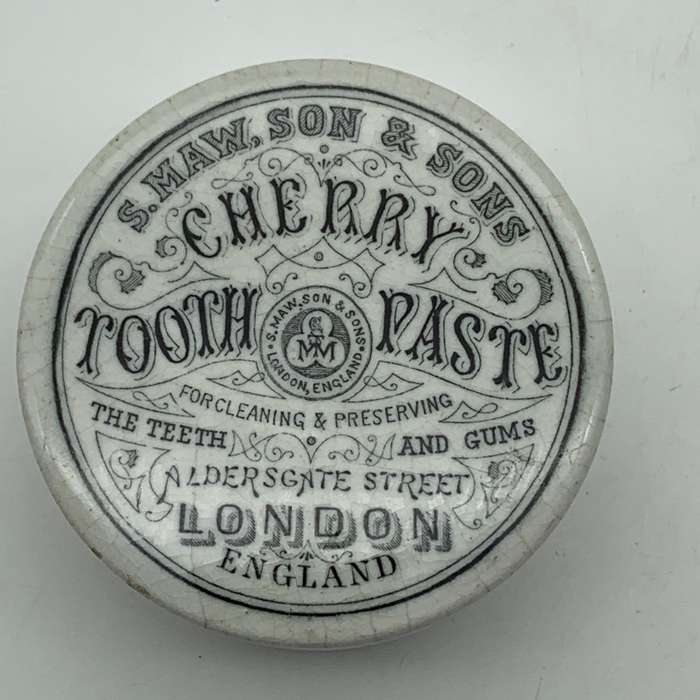 S. MAW, SON & SONS
CHERRY
TOOTH PASTE
S. MAW. SON & SONS
LONDON, ENGLAND
FOR CLEANING & PRESERVING
THE TEETH AND GUMS
ALDERSGATE STREET
LONDON
ENGLAND